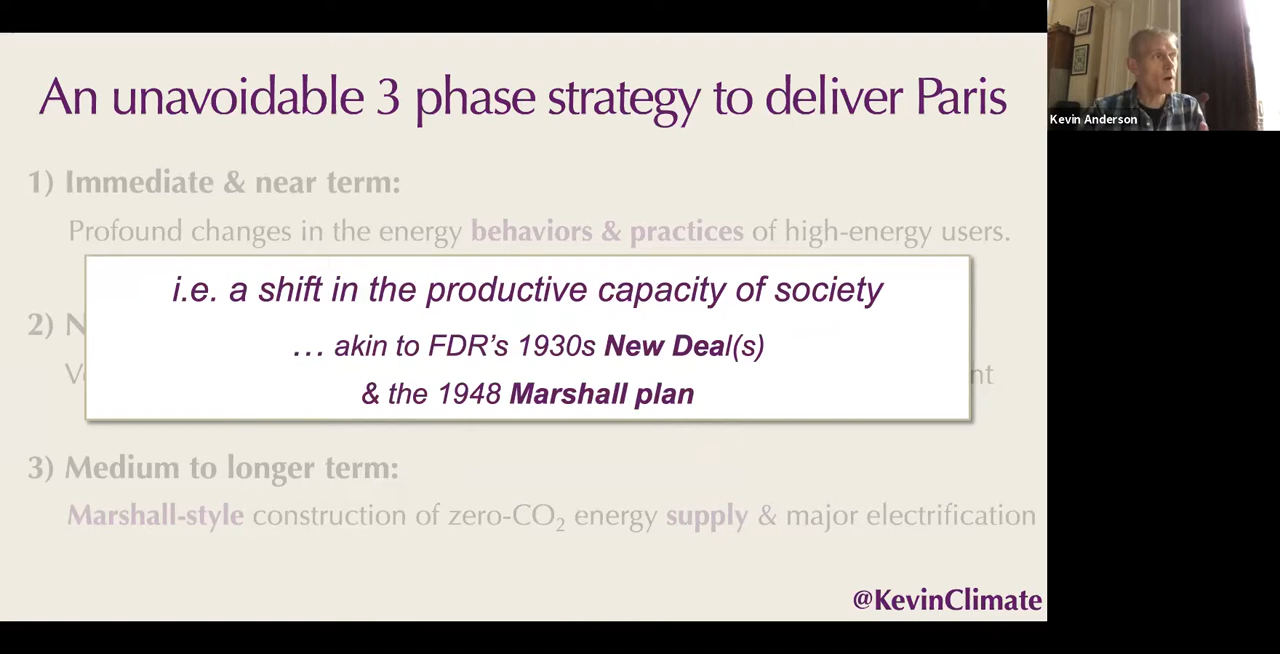 An unavoidable 3 phase strategy to deliver Paris
Kevin Anderson
1) Immediate & near term:
Profound changes in the energy behaviors & practices of high-energy users.
i.e. a shift in the productive capacity of society
2)
… akin to FDR’s 1930s New Deal(s)
& the 1948 Marshall plan
3) Medium to longer term:
Marshall-style construction of zero-CO₂ energy supply & major electrification
@KevinClimate